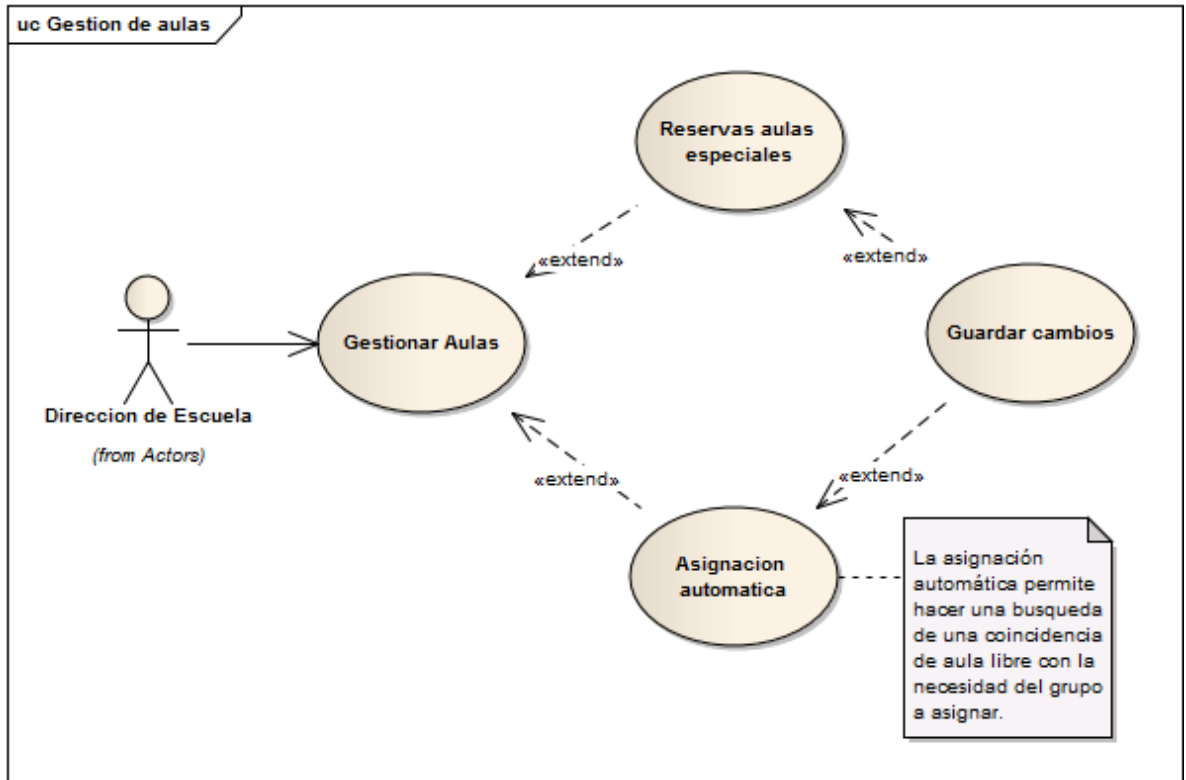 uc Gestion de aulas
Reservas aulas
especiales
«extend»
«extend»
Gestionar Aulas
Guardar cambios
Direccion de Escuela
(from Actors)
«extend»
«extend»
Asignacion
automatica
La asignación
automática permite
hacer una busqueda
de una coincidencia
de aula libre con la
necesidad del grupo
a asignar.